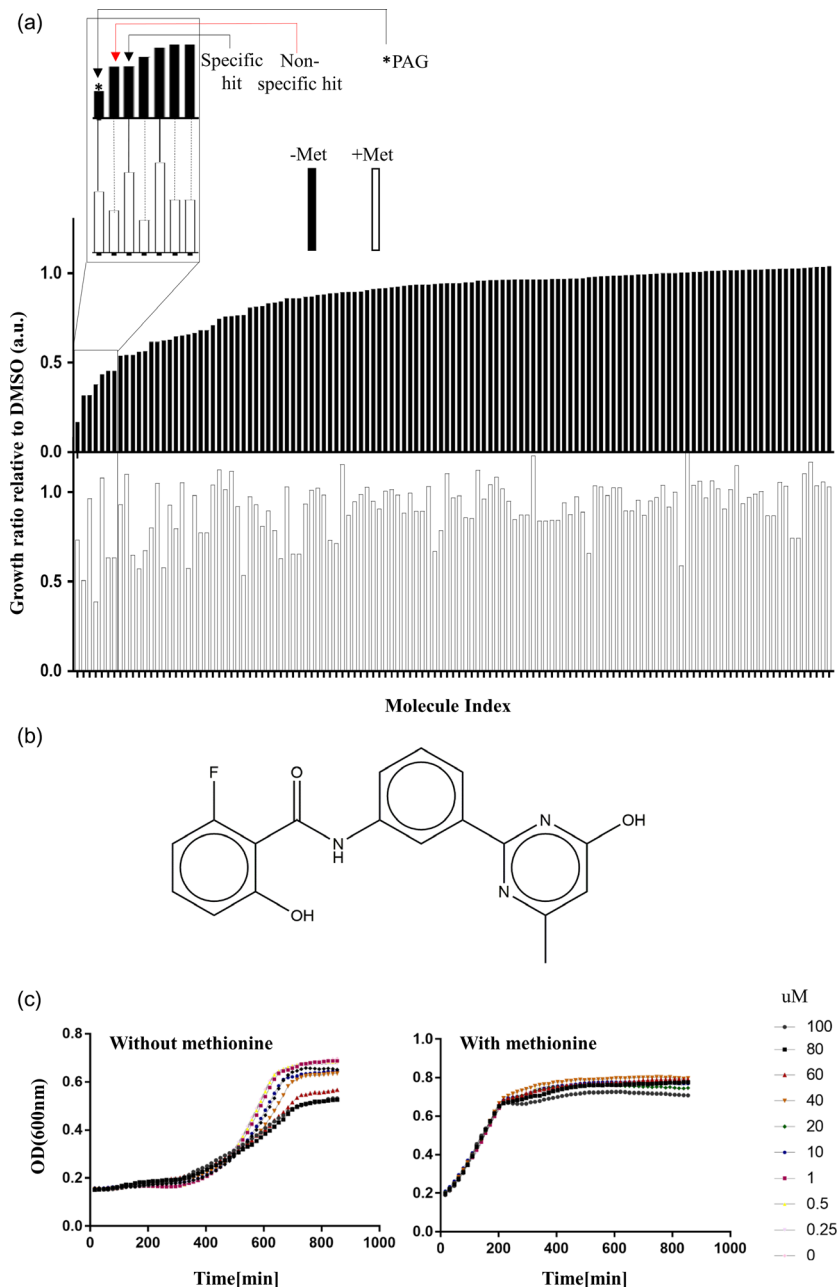 (a)
Specific
hit
Non-
specific hit
*PAG
*
-Met
+Met
Growth ratio relative to DMSO (a.u.)
1.0
0.5
0.0
1.0
0.5
0.0
Molecule Index
(b)
F
O
N
H
OH
N
N
OH
(c)
Without methionine
OD(600nm)
0.8
0.6
0.4
0.2
0.0
0
200
400
600
800
1000
Time[min]
With methionine
1.0
0.8
0.6
0.4
0.2
0.0
0
200
400
600
800
1000
Time[min]
uM
100
80
60
40
20
10
1
0.5
0.25
0